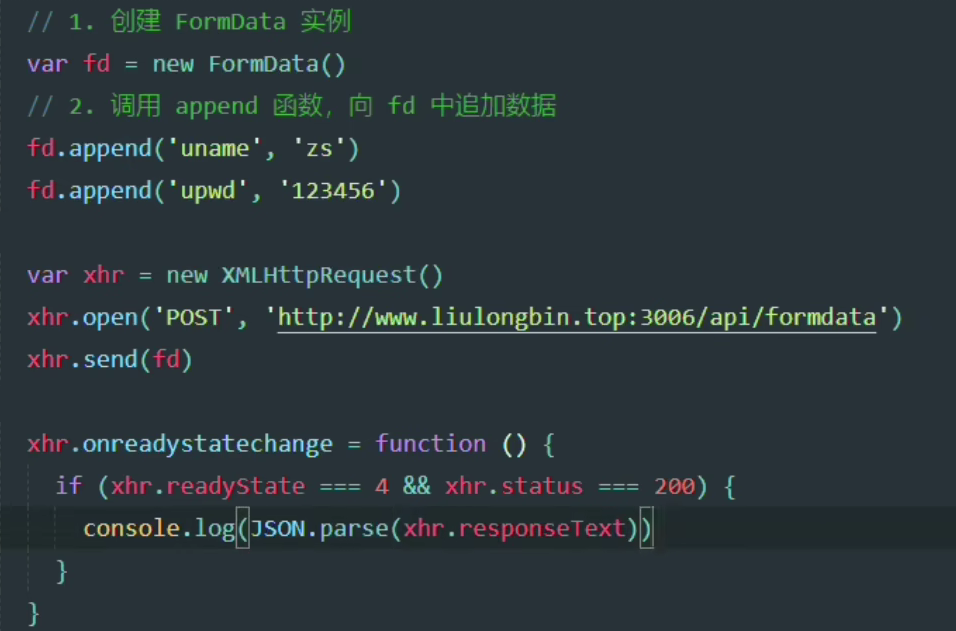 // 1. 创建 FormData 实例
var fd = new FormData()
// 2. 调用 append 函数，向 fd 中追加数据
fd.append('uname', 'zs')
fd.append('upwd', '123456')
var xhr = new XMLHttpRequest()
xhr.open('POST', 'http://www.liulongbin.top:3006/api/formdata')
xhr.send(fd)
xhr.onreadystatechange = function () {
if (xhr.readyState === 4 && xhr.status === 200) {
console.log(JSON.parse(xhr.responseText))
}
}